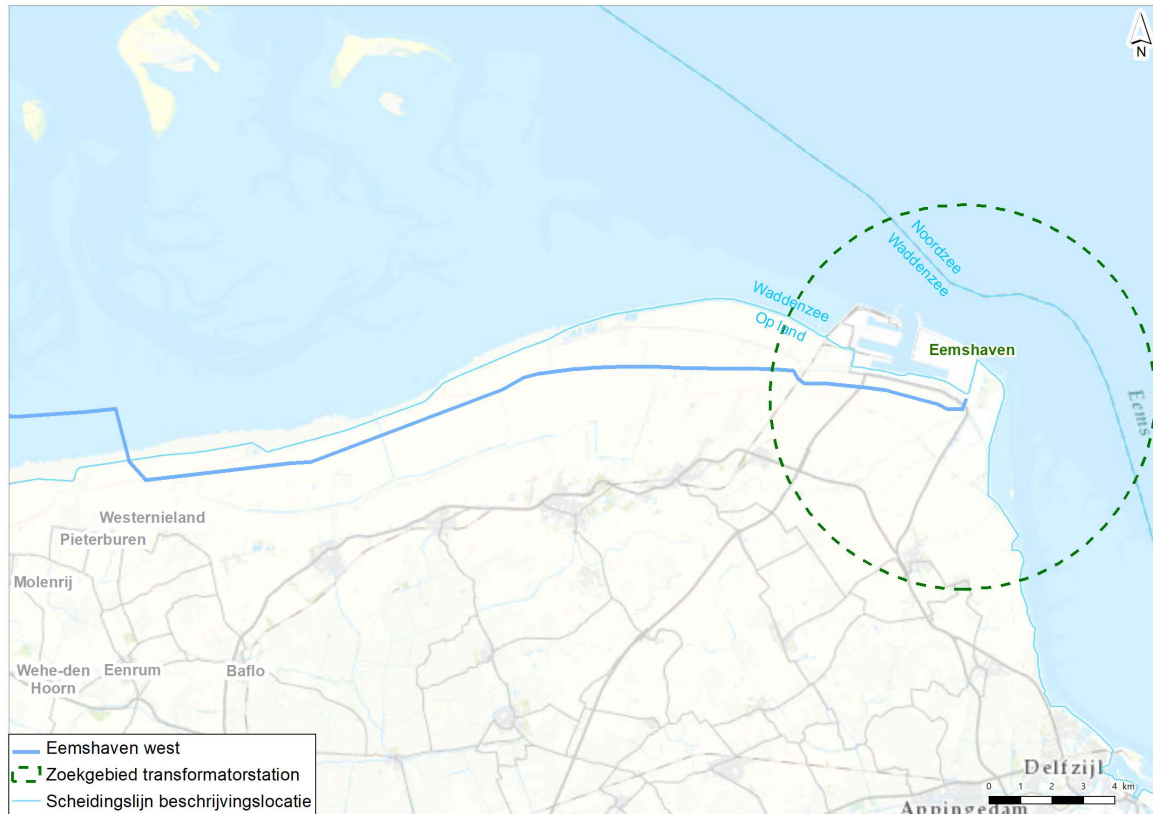 N
Noordzee
Waddenzee
Waddenzee
Op land
Eemshaven
Eems
Westernieland
Pieterburen
Molenrij
Wehe-den
Hoorn
Eenrum
Baflo
Delfzijl
Appingedam
Eemshaven west
Zoekgebied transformatorstation
Scheidingslijn beschrijvingslocatie
0 1 2 3 4 km